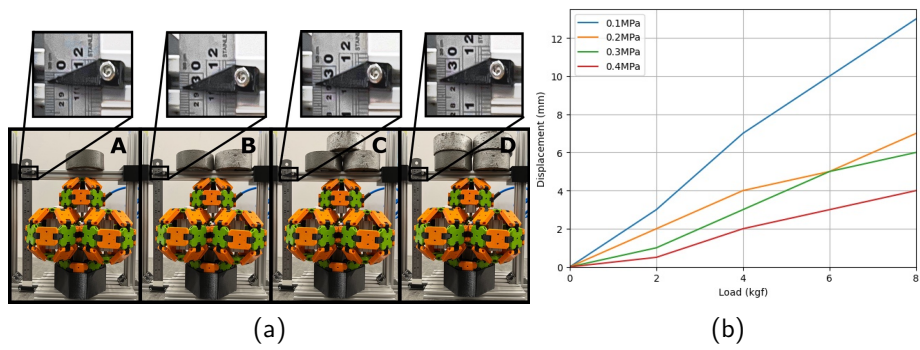 A
B
C
D
(a)
0.1MPa
0.2MPa
0.3MPa
0.4MPa
Displacement (mm)
12
10
8
6
4
2
0
0 2 4 6 8
Load (kgf)
(b)